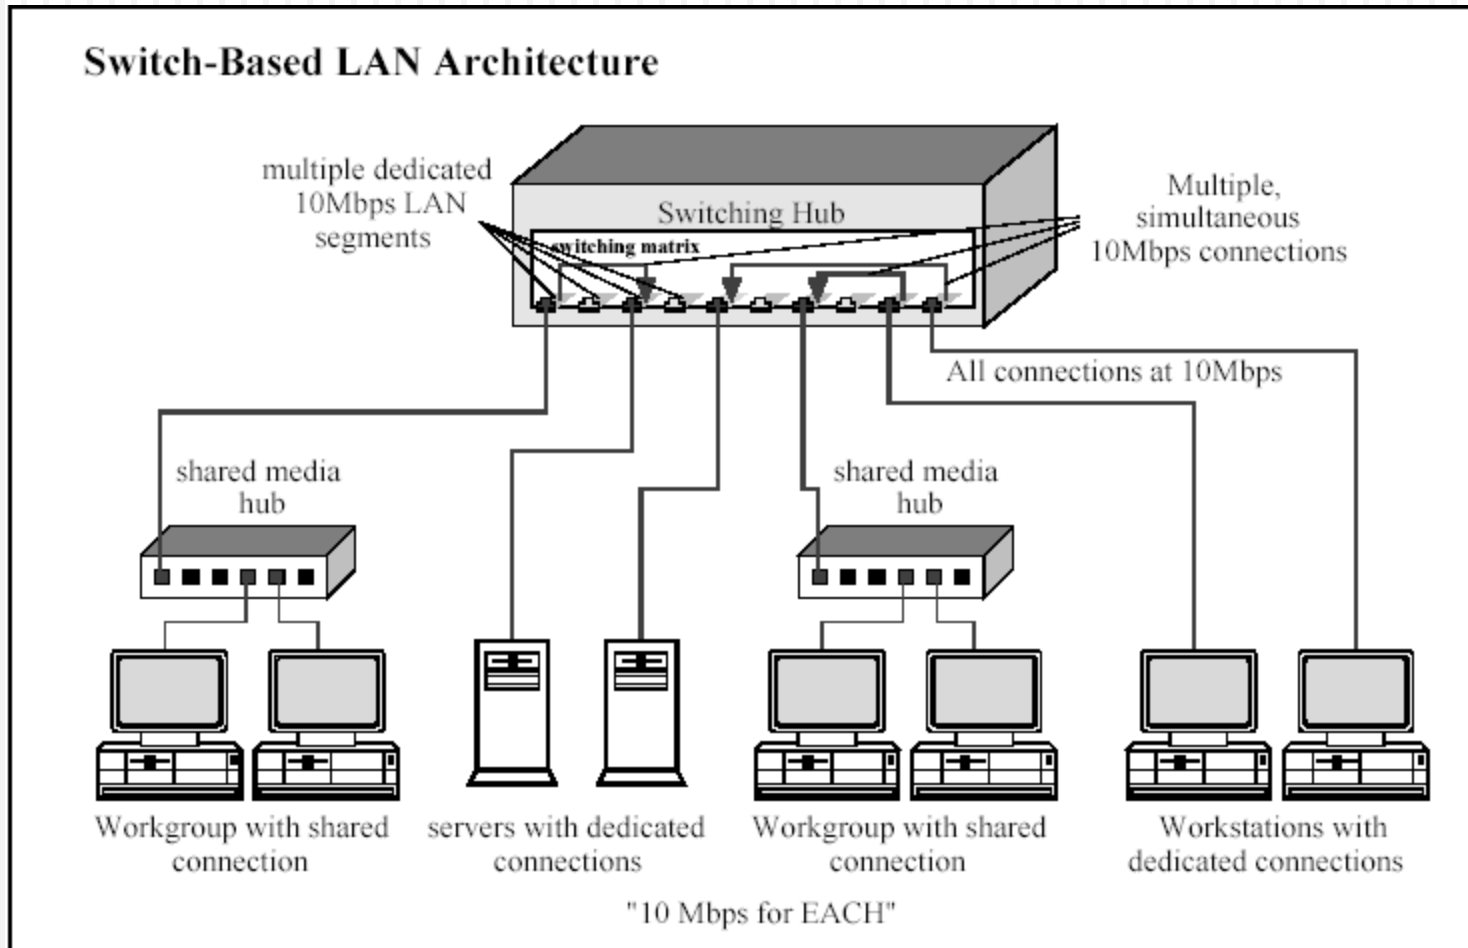 Switch-Based LAN Architecture
multiple dedicated
10Mbps LAN
segments
Switching Hub
switching matrix
Multiple,
simultaneous
10Mbps connections
All connections at 10Mbps
shared media
hub
shared media
hub
Workgroup with shared
connection
servers with dedicated
connections
Workgroup with shared
connection
Workstations with
dedicated connections
"10 Mbps for EACH"